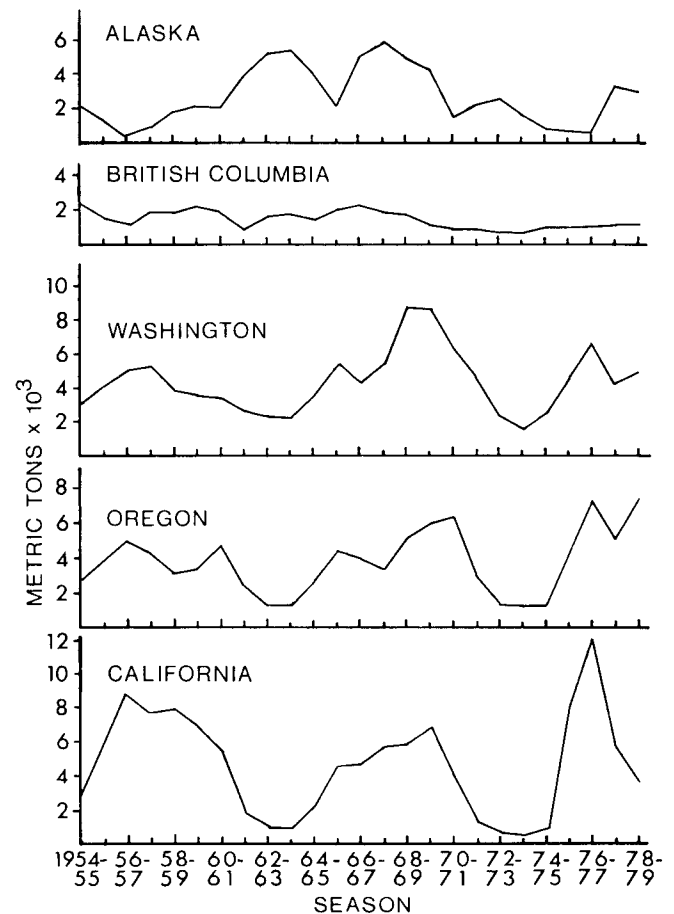 ALASKA
6
4
2
BRITISH COLUMBIA
4
2
WASHINGTON
10
8
6
4
2
OREGON
8
6
4
2
CALIFORNIA
12
10
8
6
4
2
METRIC TONS x 10³
1954- 56- 58- 60- 62- 64- 66- 68- 70- 72- 74- 76- 78-
55 57 59 61 63 65 67 69 71 73 75 77 79
SEASON